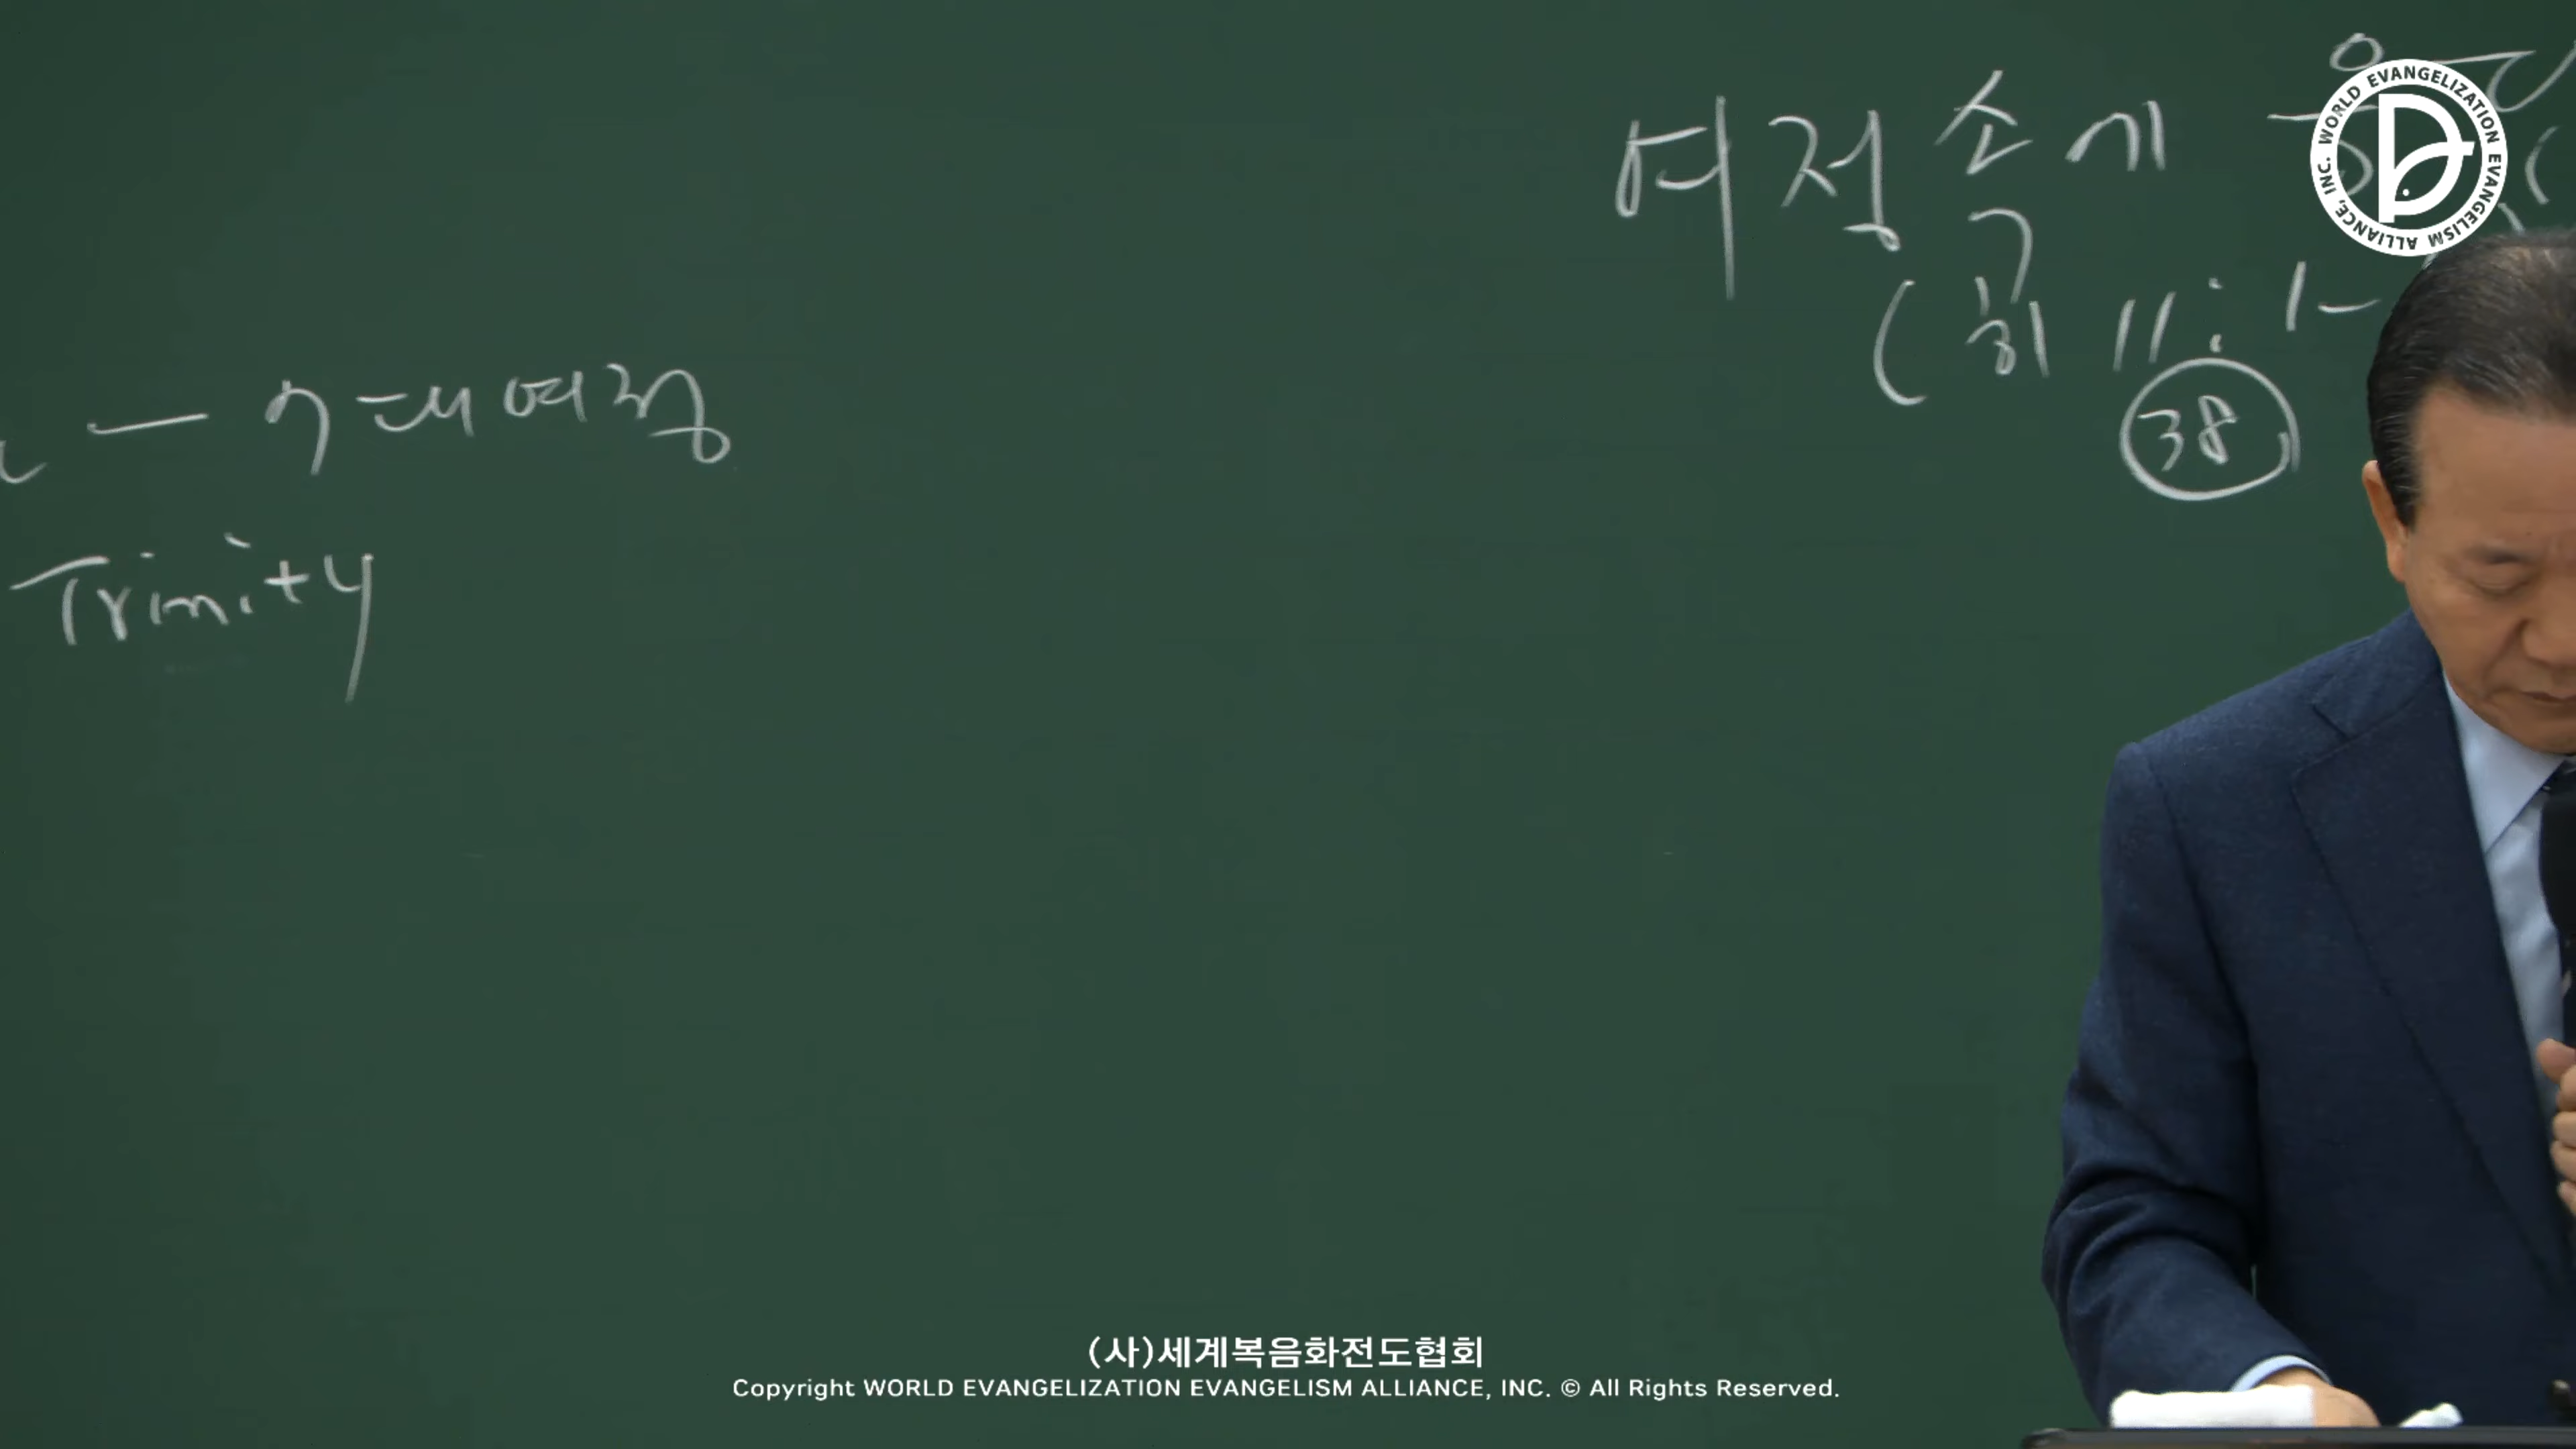 여정 속에
(히 11:1-
38
7대여정
Trinity
WORLD EVANGELIZATION EVANGELISM ALLIANCE, INC.
(사)세계복음화전도협회
Copyright WORLD EVANGELIZATION EVANGELISM ALLIANCE, INC. © All Rights Reserved.